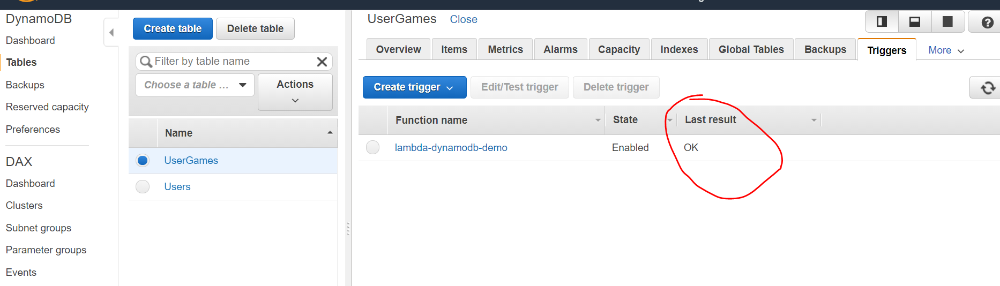 DynamoDB
Dashboard
Tables
Backups
Reserved capacity
Preferences
DAX
Dashboard
Clusters
Subnet groups
Parameter groups
Events
Create table Delete table
Filter by table name
Choose a table ... Actions
Name
UserGames
Users
UserGames Close
Overview Items Metrics Alarms Capacity Indexes Global Tables Backups Triggers More
Create trigger Edit/Test trigger Delete trigger
Function name State Last result
lambda-dynamodb-demo Enabled OK